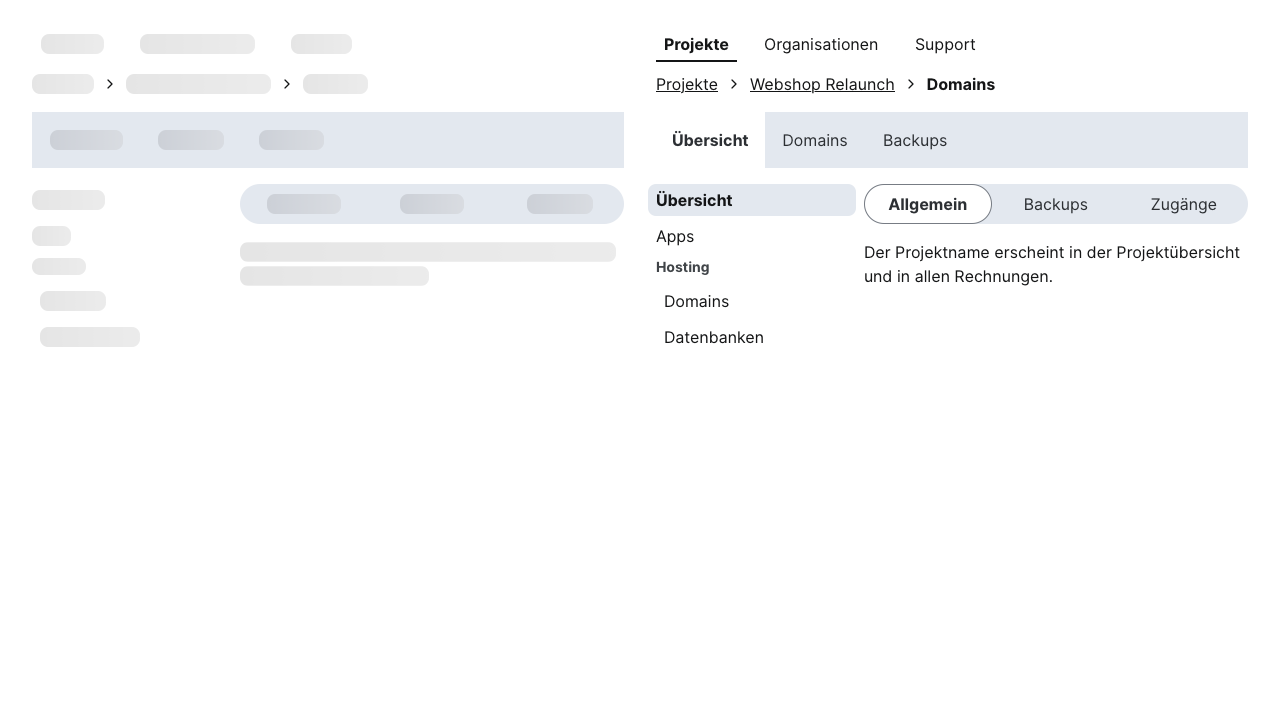 Projekte Organisationen Support
Projekte > Webshop Relaunch > Domains
Übersicht Domains Backups
Übersicht
Apps
Hosting
Domains
Datenbanken
Allgemein Backups Zugänge
Der Projektname erscheint in der Projektübersicht
und in allen Rechnungen.